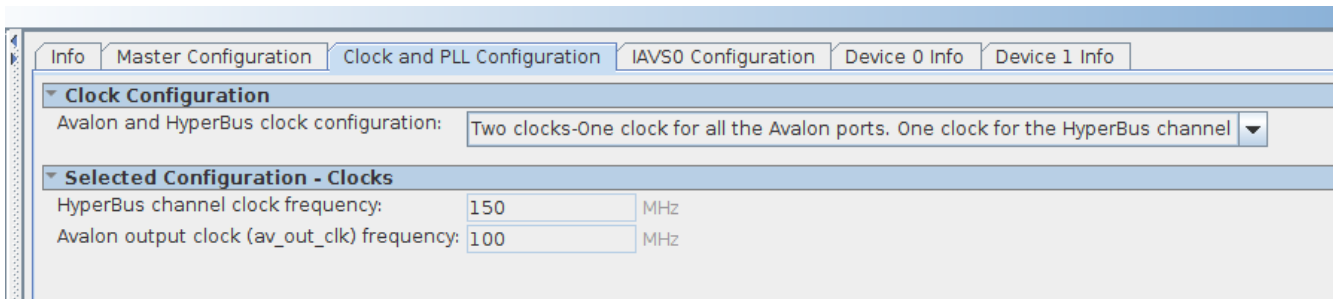 Info Master Configuration Clock and PLL Configuration IAVS0 Configuration Device 0 Info Device 1 Info
Clock Configuration
Avalon and HyperBus clock configuration: Two clocks-One clock for all the Avalon ports. One clock for the HyperBus channel
Selected Configuration - Clocks
HyperBus channel clock frequency: 150 MHz
Avalon output clock (av_out_clk) frequency: 100 MHz